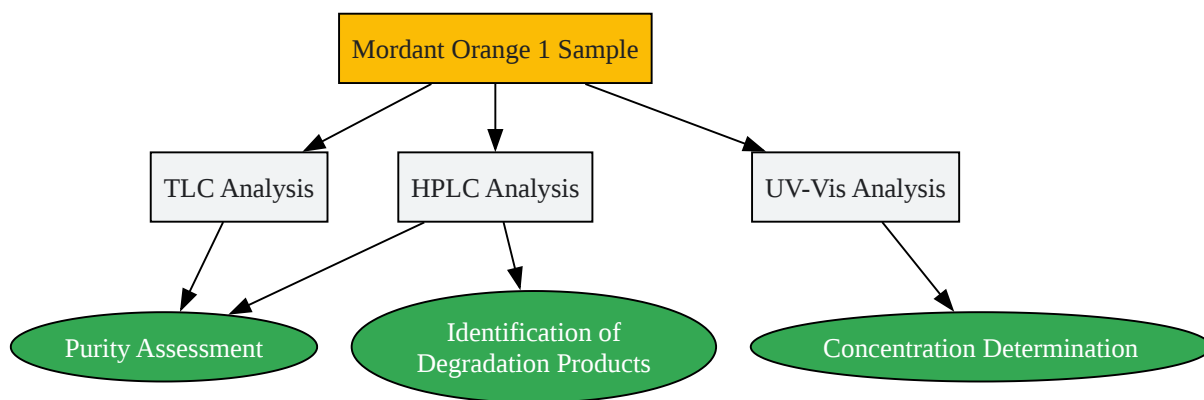 Mordant Orange 1 Sample
TLC Analysis
HPLC Analysis
UV-Vis Analysis
Purity Assessment
Identification of
Degradation Products
Concentration Determination